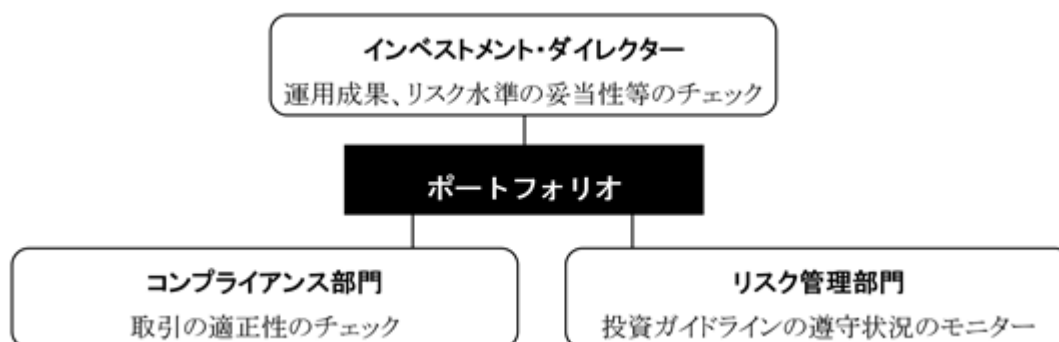 インベストメント・ダイレクター
運用成果、リスク水準の妥当性等のチェック
ポートフォリオ
コンプライアンス部門
取引の適正性のチェック
リスク管理部門
投資ガイドラインの遵守状況のモニター